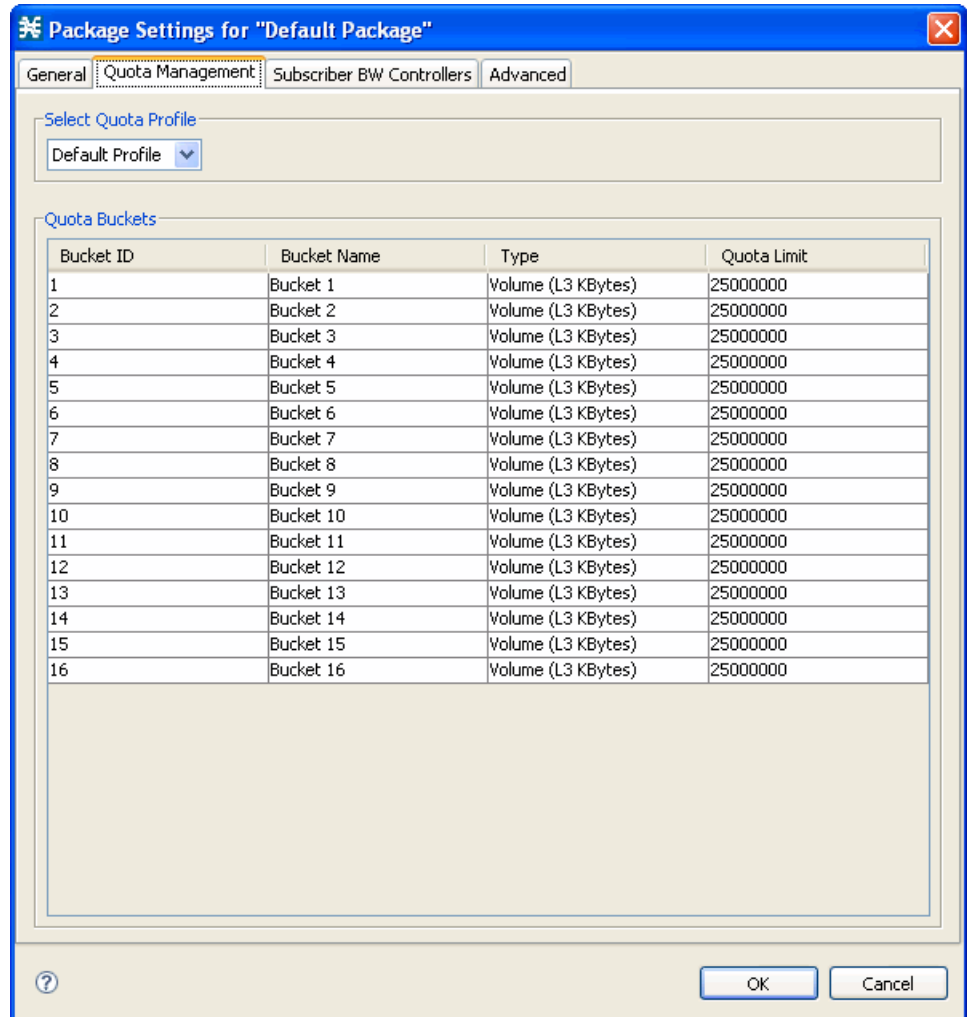 Package Settings for "Default Package"
General Quota Management Subscriber BW Controllers Advanced
Select Quota Profile
Default Profile
Quota Buckets
Bucket ID Bucket Name Type Quota Limit
1 Bucket 1 Volume (L3 KBytes) 25000000
2 Bucket 2 Volume (L3 KBytes) 25000000
3 Bucket 3 Volume (L3 KBytes) 25000000
4 Bucket 4 Volume (L3 KBytes) 25000000
5 Bucket 5 Volume (L3 KBytes) 25000000
6 Bucket 6 Volume (L3 KBytes) 25000000
7 Bucket 7 Volume (L3 KBytes) 25000000
8 Bucket 8 Volume (L3 KBytes) 25000000
9 Bucket 9 Volume (L3 KBytes) 25000000
10 Bucket 10 Volume (L3 KBytes) 25000000
11 Bucket 11 Volume (L3 KBytes) 25000000
12 Bucket 12 Volume (L3 KBytes) 25000000
13 Bucket 13 Volume (L3 KBytes) 25000000
14 Bucket 14 Volume (L3 KBytes) 25000000
15 Bucket 15 Volume (L3 KBytes) 25000000
16 Bucket 16 Volume (L3 KBytes) 25000000
? OK Cancel